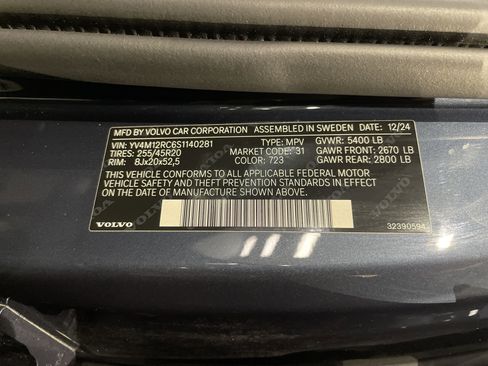 MFD BY VOLVO CAR CORPORATION ASSEMBLED IN SWEDEN 12/24
VIN: YV4M12RC6S1140281 TYPE: MPV GVWR: 5400 LB
TIRES: 255/45R20 MARKET CODE: 31 GAWR FRONT: 2670 LB
RIM: 8Jx20x52,5 COLOR: 723 GAWR REAR: 2800 LB
THIS VEHICLE CONFORMS TO ALL APPLICABLE FEDERAL MOTOR
VEHICLE SAFETY AND THEFT PREVENTION STANDARDS IN EFFECT ON
THE DATE OF MANUFACTURE SHOWN ABOVE.
VOLVO 32390594